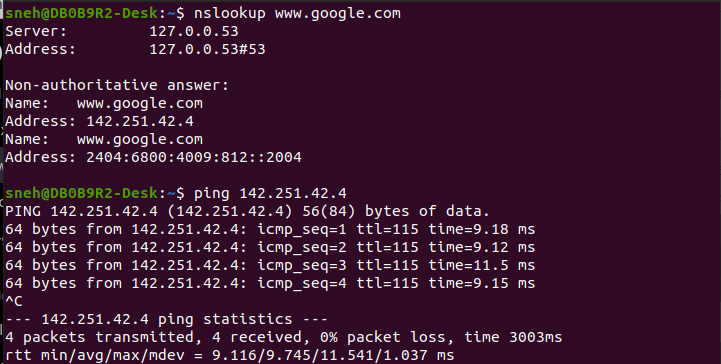 sneh@DB0B9R2-Desk:~$ nslookup www.google.com
Server:         127.0.0.53
Address:        127.0.0.53#53

Non-authoritative answer:
Name:   www.google.com
Address: 142.251.42.4
Name:   www.google.com
Address: 2404:6800:4009:812::2004

sneh@DB0B9R2-Desk:~$ ping 142.251.42.4
PING 142.251.42.4 (142.251.42.4) 56(84) bytes of data.
64 bytes from 142.251.42.4: icmp_seq=1 ttl=115 time=9.18 ms
64 bytes from 142.251.42.4: icmp_seq=2 ttl=115 time=9.12 ms
64 bytes from 142.251.42.4: icmp_seq=3 ttl=115 time=11.5 ms
64 bytes from 142.251.42.4: icmp_seq=4 ttl=115 time=9.15 ms
^C
--- 142.251.42.4 ping statistics ---
4 packets transmitted, 4 received, 0% packet loss, time 3003ms
rtt min/avg/max/mdev = 9.116/9.745/11.541/1.037 ms